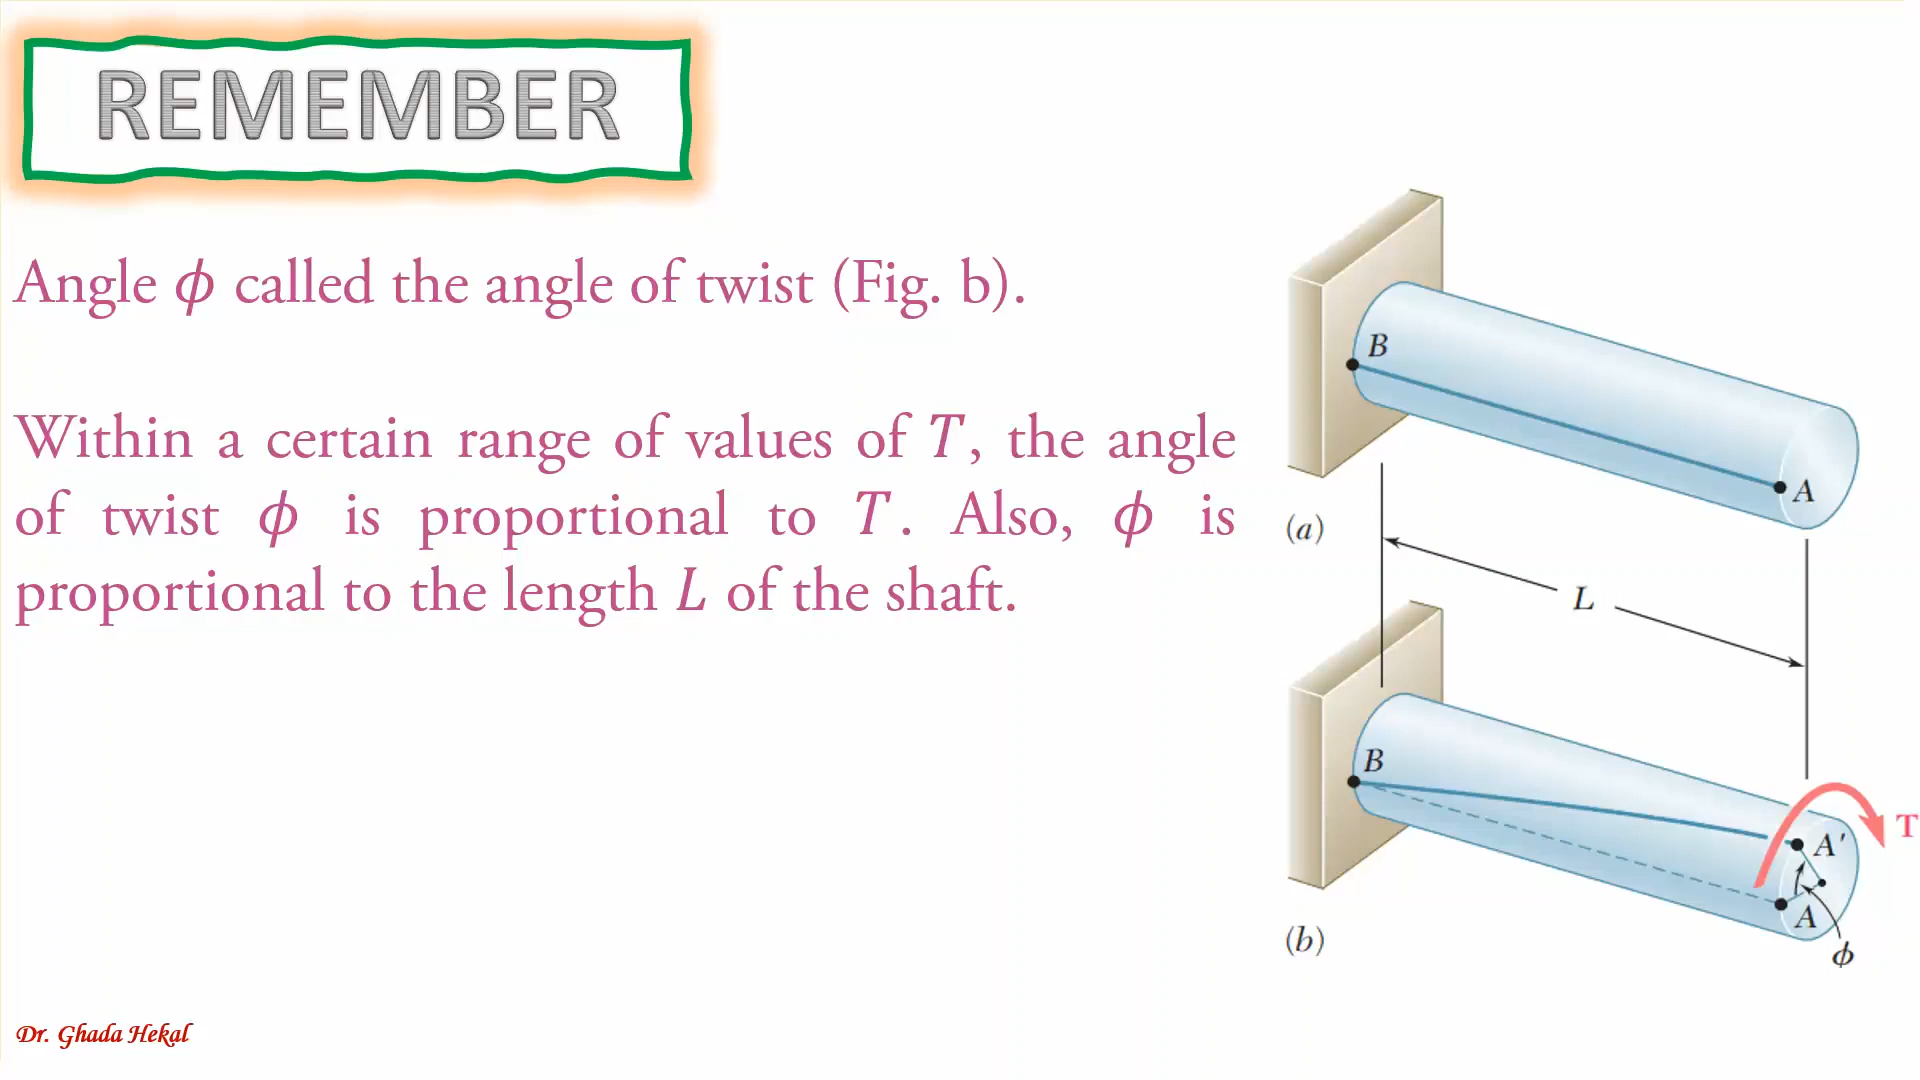 REMEMBER
Angle ϕ called the angle of twist (Fig. b).
Within a certain range of values of T, the angle
of twist ϕ is proportional to T. Also, ϕ is
proportional to the length L of the shaft.
B
A
(a)
L
B
T
A'
A
(b)
ϕ
Dr. Ghada Hekal